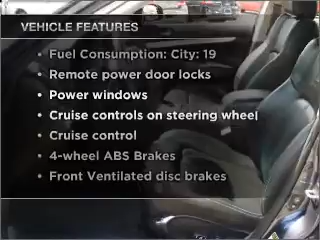 VEHICLE FEATURES
• Fuel Consumption: City: 19
• Remote power door locks
• Power windows
• Cruise controls on steering wheel
• Cruise control
• 4-wheel ABS Brakes
• Front Ventilated disc brakes